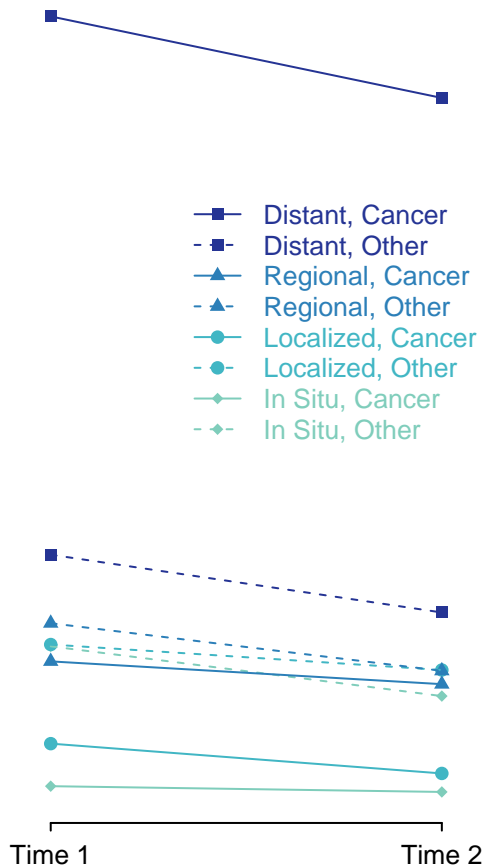 Distant, Cancer
Distant, Other
Regional, Cancer
Regional, Other
Localized, Cancer
Localized, Other
In Situ, Cancer
In Situ, Other
Time 1
Time 2